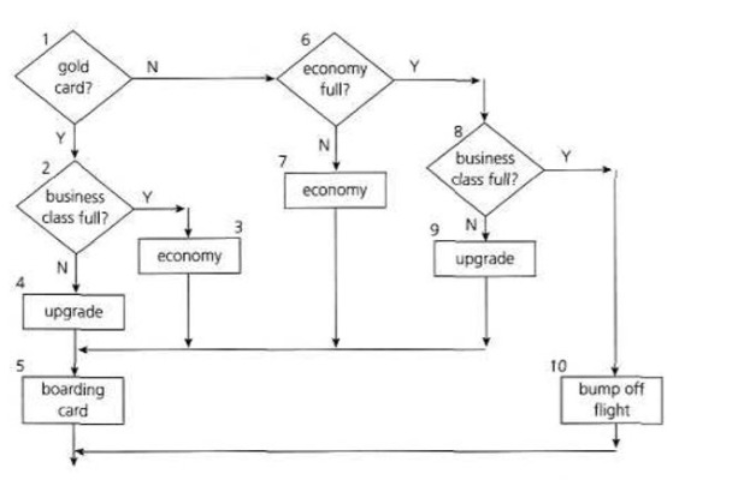 1
gold
card?
N
6
economy
full?
Y
Y
N
8
business
class full?
Y
2
business
class full?
Y
7
economy
3
economy
N
9
N
upgrade
4
upgrade
5
boarding
card
10
bump off
flight